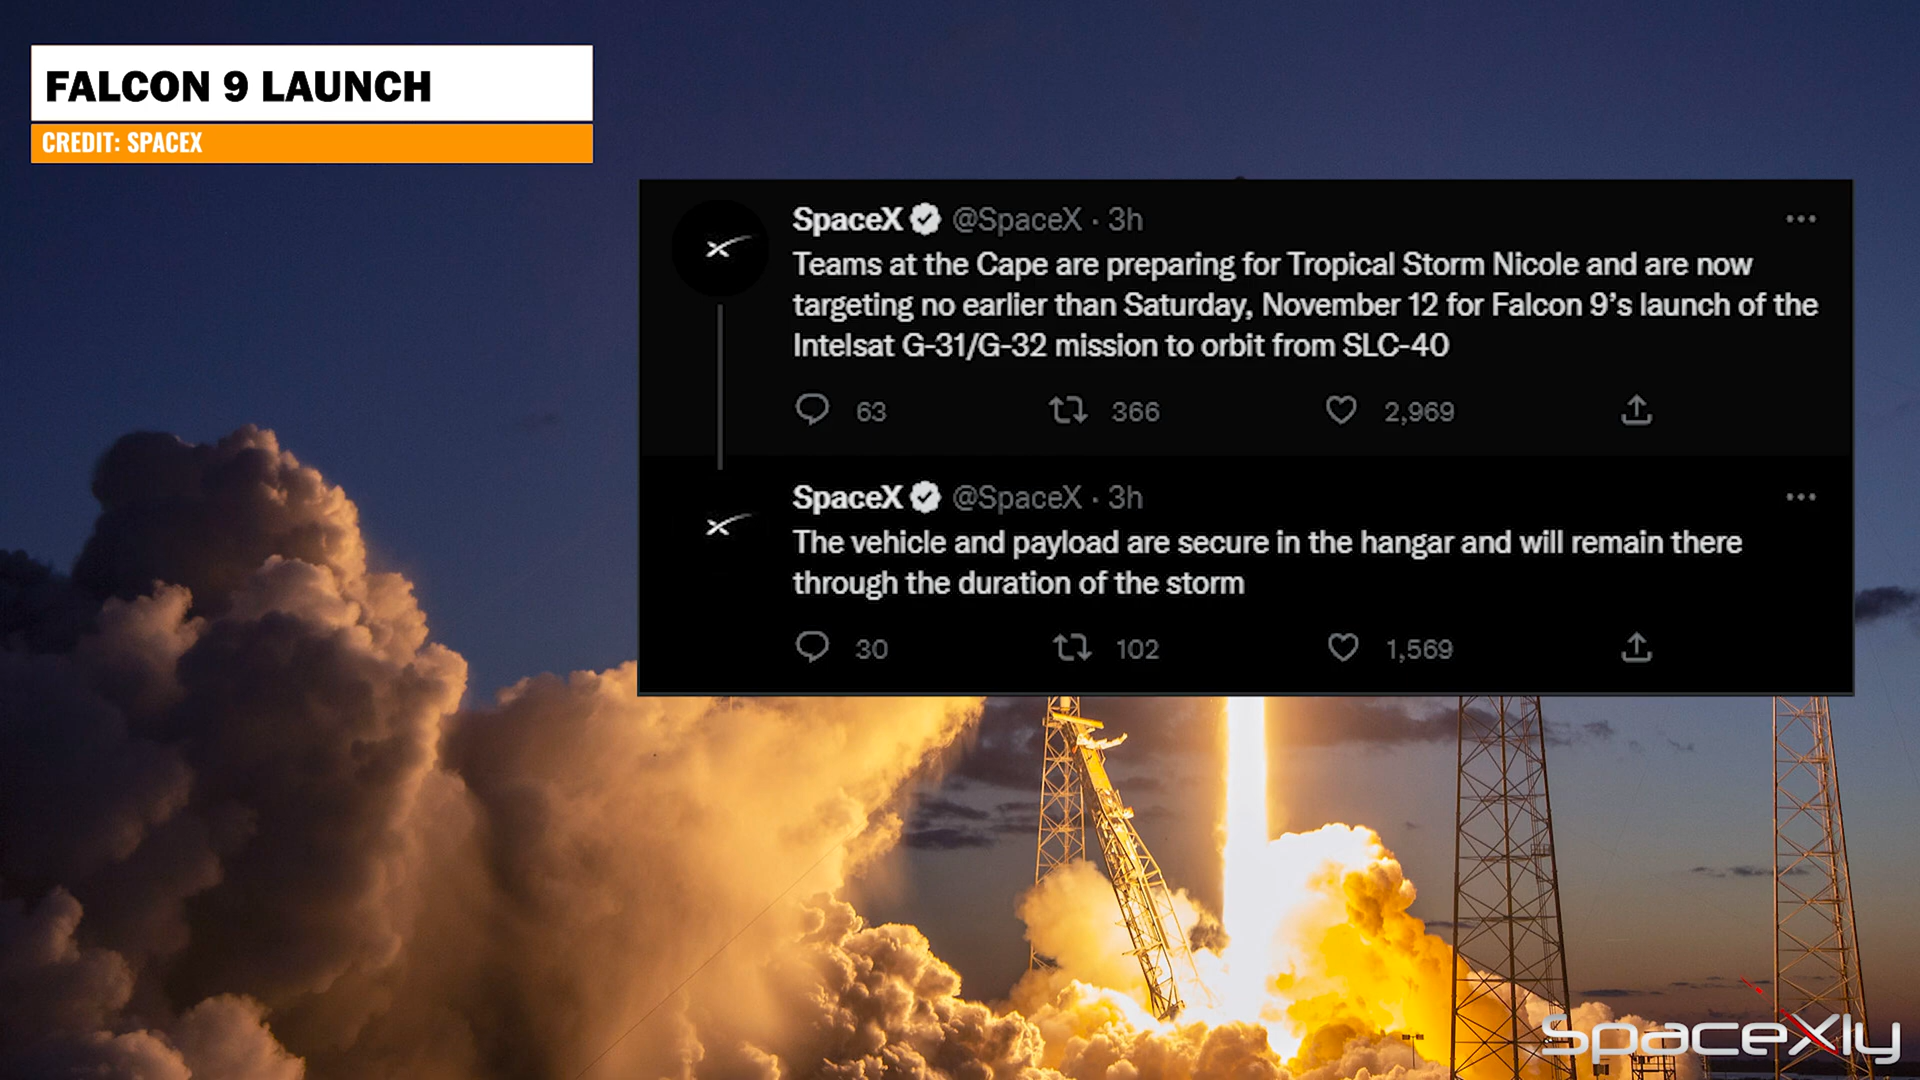 FALCON 9 LAUNCH
CREDIT: SPACEX
SpaceX @SpaceX · 3h
Teams at the Cape are preparing for Tropical Storm Nicole and are now
targeting no earlier than Saturday, November 12 for Falcon 9’s launch of the
Intelsat G-31/G-32 mission to orbit from SLC-40
63 366 2,969
SpaceX @SpaceX · 3h
The vehicle and payload are secure in the hangar and will remain there
through the duration of the storm
30 102 1,569
SpaceXly